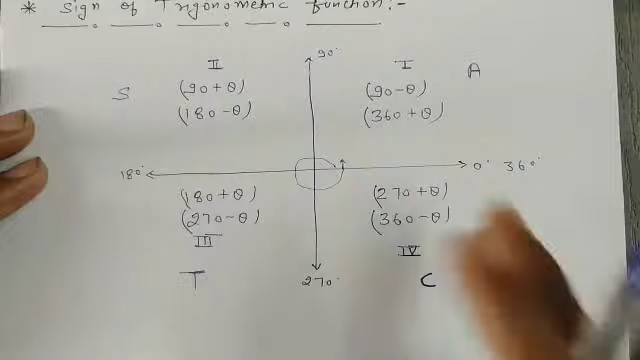 * Sign of Trigonometric function:-
90°
II
I
S
(90+θ)
(90-θ)
A
(180-θ)
(360+θ)
180°
0° 360°
(180+θ)
(270+θ)
(270-θ)
(360-θ)
III
IV
T
270°
C